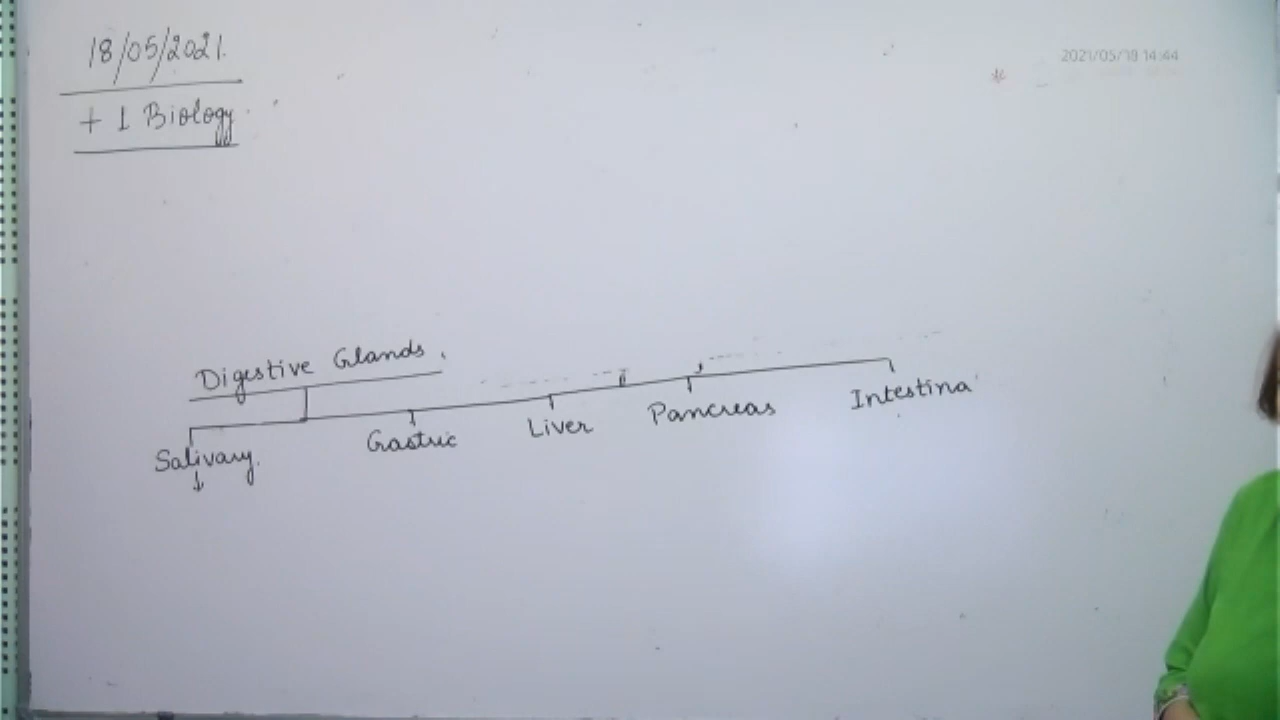 18/05/2021.
2021/05/18 14:44
+ 1 Biology
Digestive Glands
Salivary
Gastric
Liver
Pancreas
Intestina